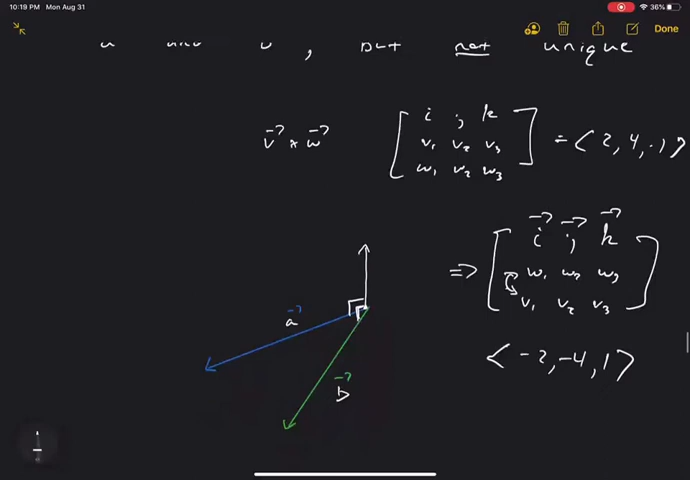 10:19 PM Mon Aug 31 36%
Done
but not unique
v × w [ i j k = < 2, 4, -1 >
v₁ v₂ v₃
w₁ w₂ w₃ ]
=> [ i j k
w₁ w₂ w₃
v₁ v₂ v₃ ]
a
< -2, -4, 1 >
b